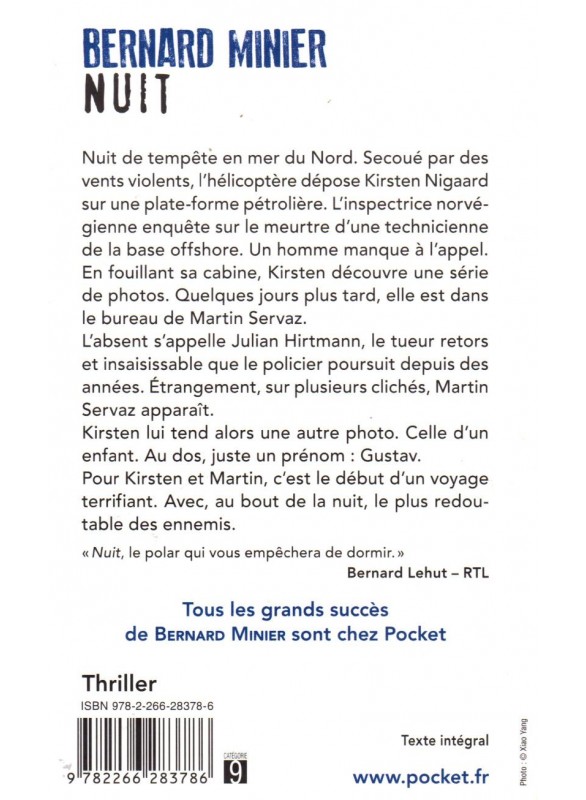 BERNARD MINIER
NUIT
Nuit de tempête en mer du Nord. Secoué par des
vents violents, l'hélicoptère dépose Kirsten Nigaard
sur une plate-forme pétrolière. L'inspectrice norvé-
gienne enquête sur le meurtre d'une technicienne
de la base offshore. Un homme manque à l'appel.
En fouillant sa cabine, Kirsten découvre une série
de photos. Quelques jours plus tard, elle est dans
le bureau de Martin Servaz.
L'absent s'appelle Julian Hirtmann, le tueur retors
et insaisissable que le policier poursuit depuis des
années. Étrangement, sur plusieurs clichés, Martin
Servaz apparaît.
Kirsten lui tend alors une autre photo. Celle d'un
enfant. Au dos, juste un prénom : Gustav.
Pour Kirsten et Martin, c'est le début d'un voyage
terrifiant. Avec, au bout de la nuit, le plus redou-
table des ennemis.
« Nuit, le polar qui vous empêchera de dormir. »
Bernard Lehut – RTL
Tous les grands succès
de BERNARD MINIER sont chez Pocket
Thriller
ISBN 978-2-266-28378-6
9 782266 283786
CATÉGORIE
9
Texte intégral
www.pocket.fr
Photo : © Xiao Yang